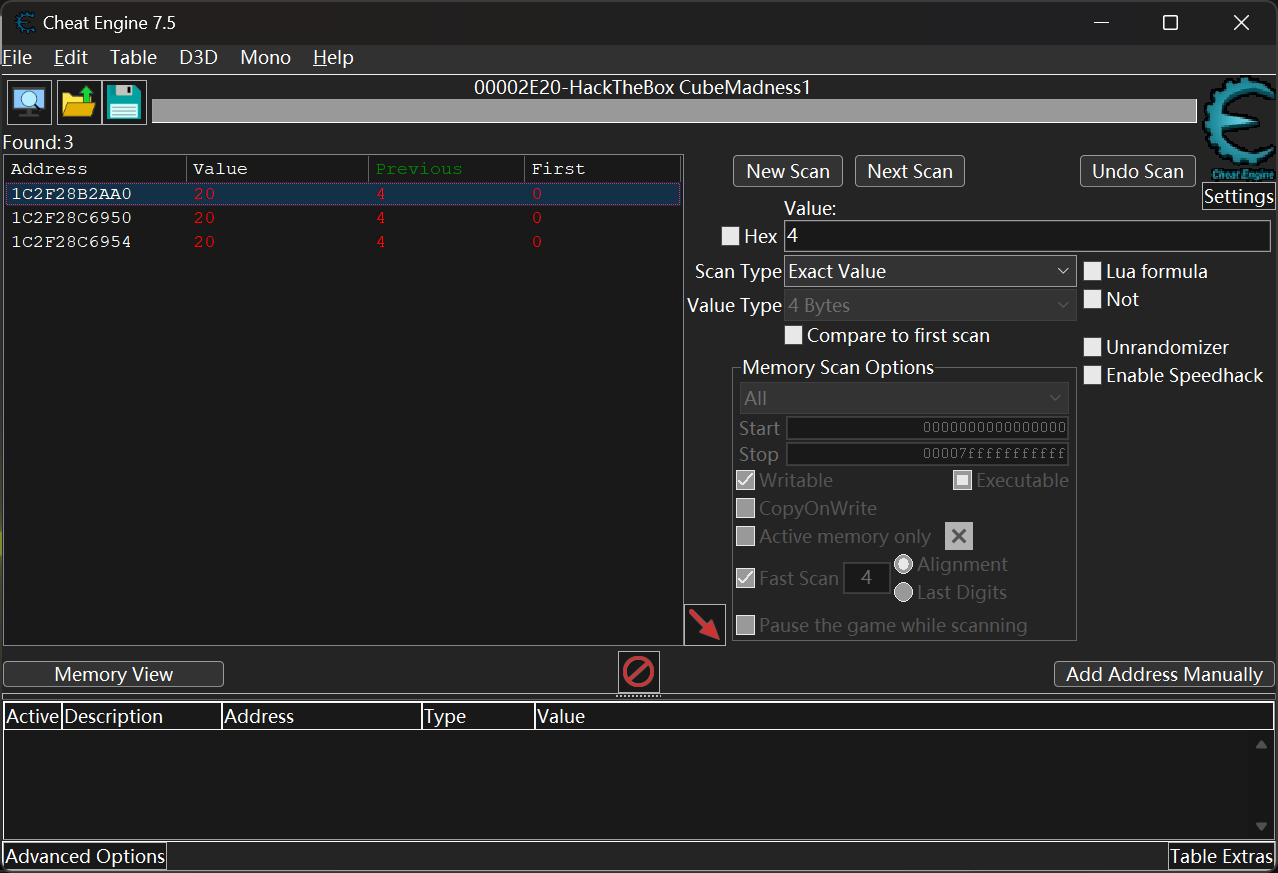 Cheat Engine 7.5
File Edit Table D3D Mono Help
00002E20-HackTheBox CubeMadness1
Cheat Engine
Settings
Found:3
Address Value Previous First
1C2F28B2AA0 20 4 0
1C2F28C6950 20 4 0
1C2F28C6954 20 4 0
New Scan Next Scan Undo Scan
Value:
Hex 4
Scan Type Exact Value
Lua formula
Value Type 4 Bytes
Not
Compare to first scan
Unrandomizer
Enable Speedhack
Memory Scan Options
All
Start 0000000000000000
Stop 00007fffffffffff
Writable Executable
CopyOnWrite
Active memory only
Fast Scan 4 Alignment
Last Digits
Pause the game while scanning
Memory View
Add Address Manually
Active Description Address Type Value
Advanced Options
Table Extras